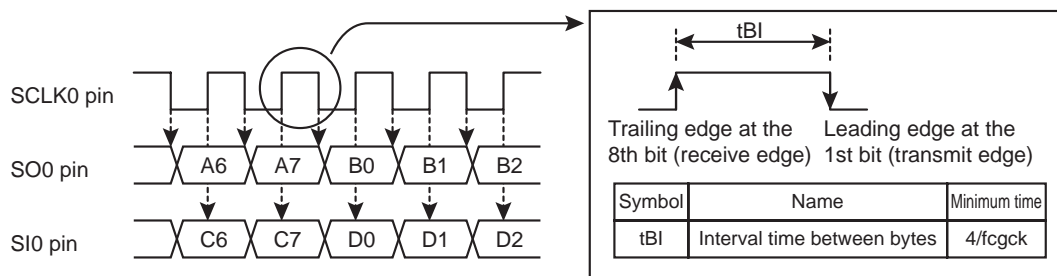 SCLK0 pin
SO0 pin
A6 A7 B0 B1 B2
SI0 pin
C6 C7 D0 D1 D2
tBI
Trailing edge at the
8th bit (receive edge)
Leading edge at the
1st bit (transmit edge)
Symbol Name Minimum time
tBI Interval time between bytes 4/fcgck